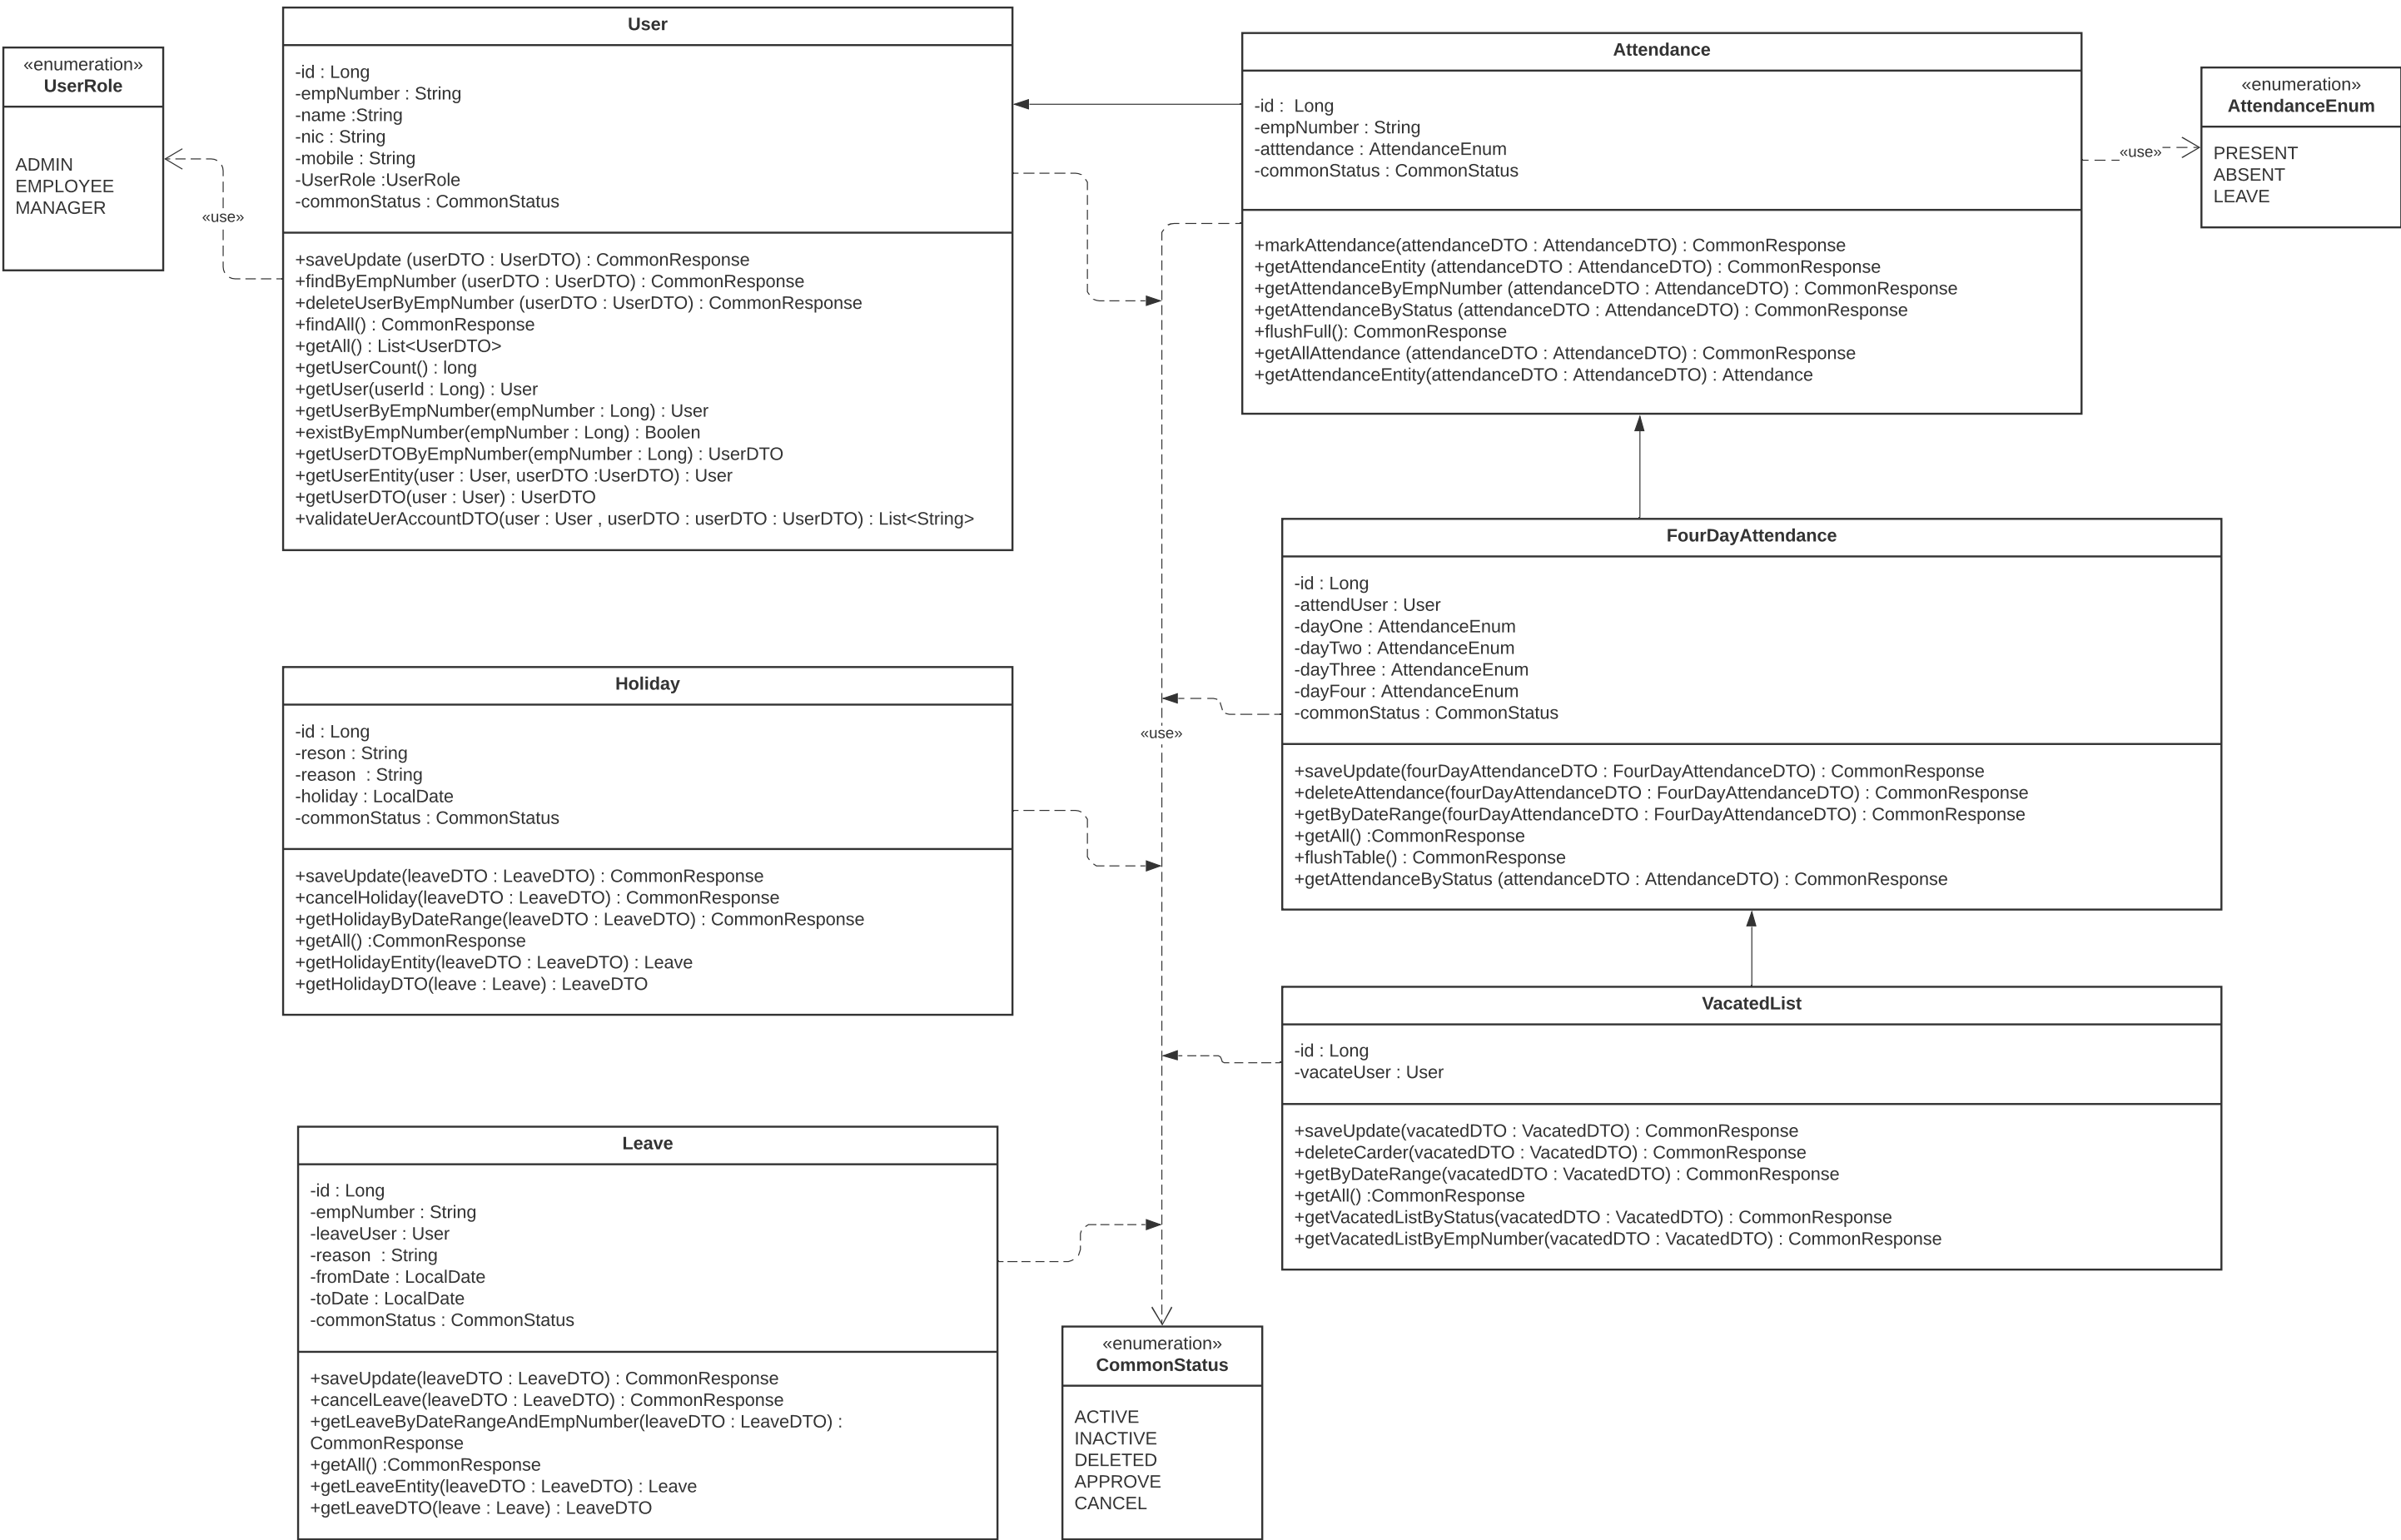 «enumeration»
UserRole
ADMIN
EMPLOYEE
MANAGER
«use»
User
-id : Long
-empNumber : String
-name :String
-nic : String
-mobile : String
-UserRole :UserRole
-commonStatus : CommonStatus
+saveUpdate (userDTO : UserDTO) : CommonResponse
+findByEmpNumber (userDTO : UserDTO) : CommonResponse
+deleteUserByEmpNumber (userDTO : UserDTO) : CommonResponse
+findAll() : CommonResponse
+getAll() : List<UserDTO>
+getUserCount() : long
+getUser(userId : Long) : User
+getUserByEmpNumber(empNumber : Long) : User
+existByEmpNumber(empNumber : Long) : Boolen
+getUserDTOByEmpNumber(empNumber : Long) : UserDTO
+getUserEntity(user : User, userDTO :UserDTO) : User
+getUserDTO(user : User) : UserDTO
+validateUerAccountDTO(user : User , userDTO : userDTO : UserDTO) : List<String>
Attendance
-id :  Long
-empNumber : String
-atttendance : AttendanceEnum
-commonStatus : CommonStatus
+markAttendance(attendanceDTO : AttendanceDTO) : CommonResponse
+getAttendanceEntity (attendanceDTO : AttendanceDTO) : CommonResponse
+getAttendanceByEmpNumber (attendanceDTO : AttendanceDTO) : CommonResponse
+getAttendanceByStatus (attendanceDTO : AttendanceDTO) : CommonResponse
+flushFull(): CommonResponse
+getAllAttendance (attendanceDTO : AttendanceDTO) : CommonResponse
+getAttendanceEntity(attendanceDTO : AttendanceDTO) : Attendance
«use»
«enumeration»
AttendanceEnum
PRESENT
ABSENT
LEAVE
FourDayAttendance
-id : Long
-attendUser : User
-dayOne : AttendanceEnum
-dayTwo : AttendanceEnum
-dayThree : AttendanceEnum
-dayFour : AttendanceEnum
-commonStatus : CommonStatus
+saveUpdate(fourDayAttendanceDTO : FourDayAttendanceDTO) : CommonResponse
+deleteAttendance(fourDayAttendanceDTO : FourDayAttendanceDTO) : CommonResponse
+getByDateRange(fourDayAttendanceDTO : FourDayAttendanceDTO) : CommonResponse
+getAll() :CommonResponse
+flushTable() : CommonResponse
+getAttendanceByStatus (attendanceDTO : AttendanceDTO) : CommonResponse
«use»
Holiday
-id : Long
-reson : String
-reason  : String
-holiday : LocalDate
-commonStatus : CommonStatus
+saveUpdate(leaveDTO : LeaveDTO) : CommonResponse
+cancelHoliday(leaveDTO : LeaveDTO) : CommonResponse
+getHolidayByDateRange(leaveDTO : LeaveDTO) : CommonResponse
+getAll() :CommonResponse
+getHolidayEntity(leaveDTO : LeaveDTO) : Leave
+getHolidayDTO(leave : Leave) : LeaveDTO
VacatedList
-id : Long
-vacateUser : User
+saveUpdate(vacatedDTO : VacatedDTO) : CommonResponse
+deleteCarder(vacatedDTO : VacatedDTO) : CommonResponse
+getByDateRange(vacatedDTO : VacatedDTO) : CommonResponse
+getAll() :CommonResponse
+getVacatedListByStatus(vacatedDTO : VacatedDTO) : CommonResponse
+getVacatedListByEmpNumber(vacatedDTO : VacatedDTO) : CommonResponse
Leave
-id : Long
-empNumber : String
-leaveUser : User
-reason  : String
-fromDate : LocalDate
-toDate : LocalDate
-commonStatus : CommonStatus
+saveUpdate(leaveDTO : LeaveDTO) : CommonResponse
+cancelLeave(leaveDTO : LeaveDTO) : CommonResponse
+getLeaveByDateRangeAndEmpNumber(leaveDTO : LeaveDTO) :
CommonResponse
+getAll() :CommonResponse
+getLeaveEntity(leaveDTO : LeaveDTO) : Leave
+getLeaveDTO(leave : Leave) : LeaveDTO
«enumeration»
CommonStatus
ACTIVE
INACTIVE
DELETED
APPROVE
CANCEL